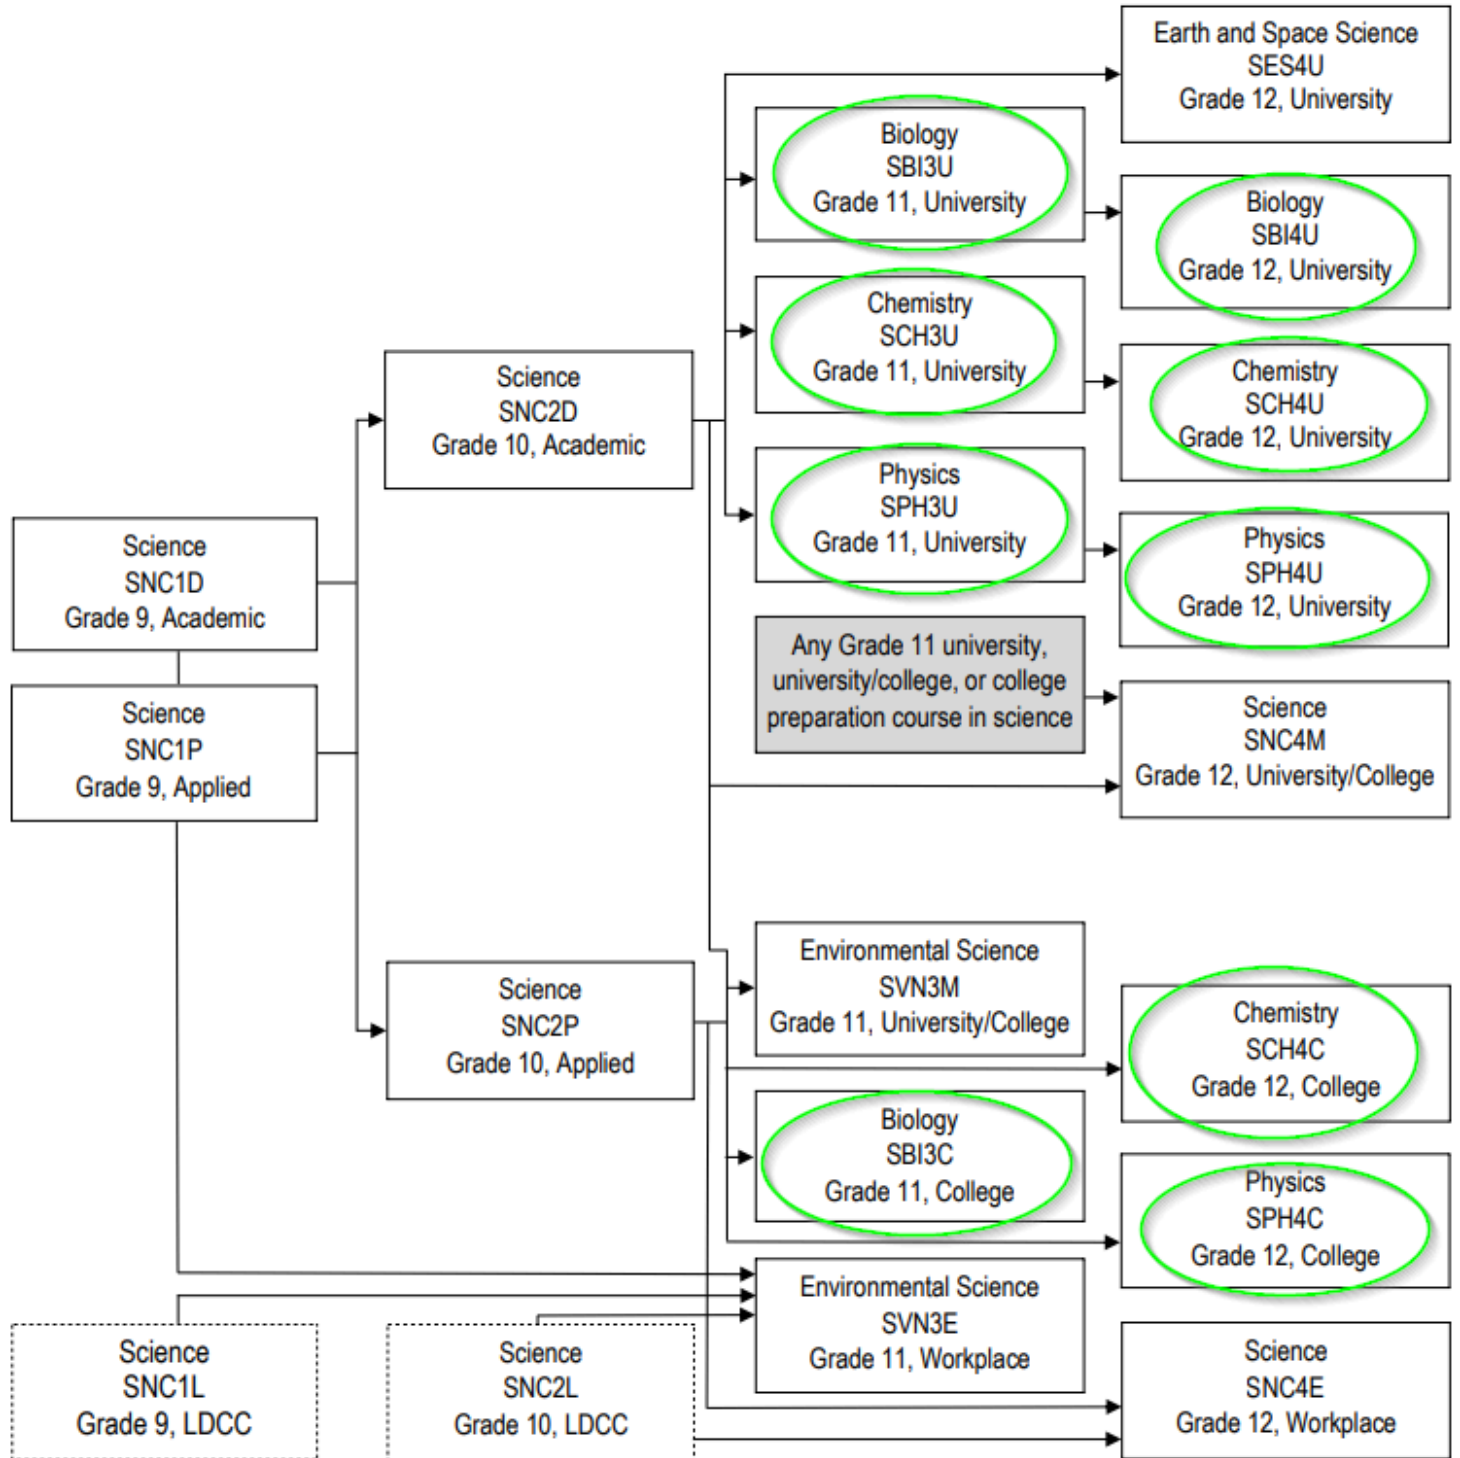 Earth and Space Science
SES4U
Grade 12, University
Biology
SBI3U
Grade 11, University
Biology
SBI4U
Grade 12, University
Chemistry
SCH3U
Grade 11, University
Chemistry
SCH4U
Grade 12, University
Science
SNC2D
Grade 10, Academic
Physics
SPH3U
Grade 11, University
Physics
SPH4U
Grade 12, University
Science
SNC1D
Grade 9, Academic
Any Grade 11 university,
university/college, or college
preparation course in science
Science
SNC1P
Grade 9, Applied
Science
SNC4M
Grade 12, University/College
Environmental Science
SVN3M
Grade 11, University/College
Science
SNC2P
Grade 10, Applied
Chemistry
SCH4C
Grade 12, College
Biology
SBI3C
Grade 11, College
Physics
SPH4C
Grade 12, College
Environmental Science
SVN3E
Grade 11, Workplace
Science
SNC1L
Grade 9, LDCC
Science
SNC2L
Grade 10, LDCC
Science
SNC4E
Grade 12, Workplace